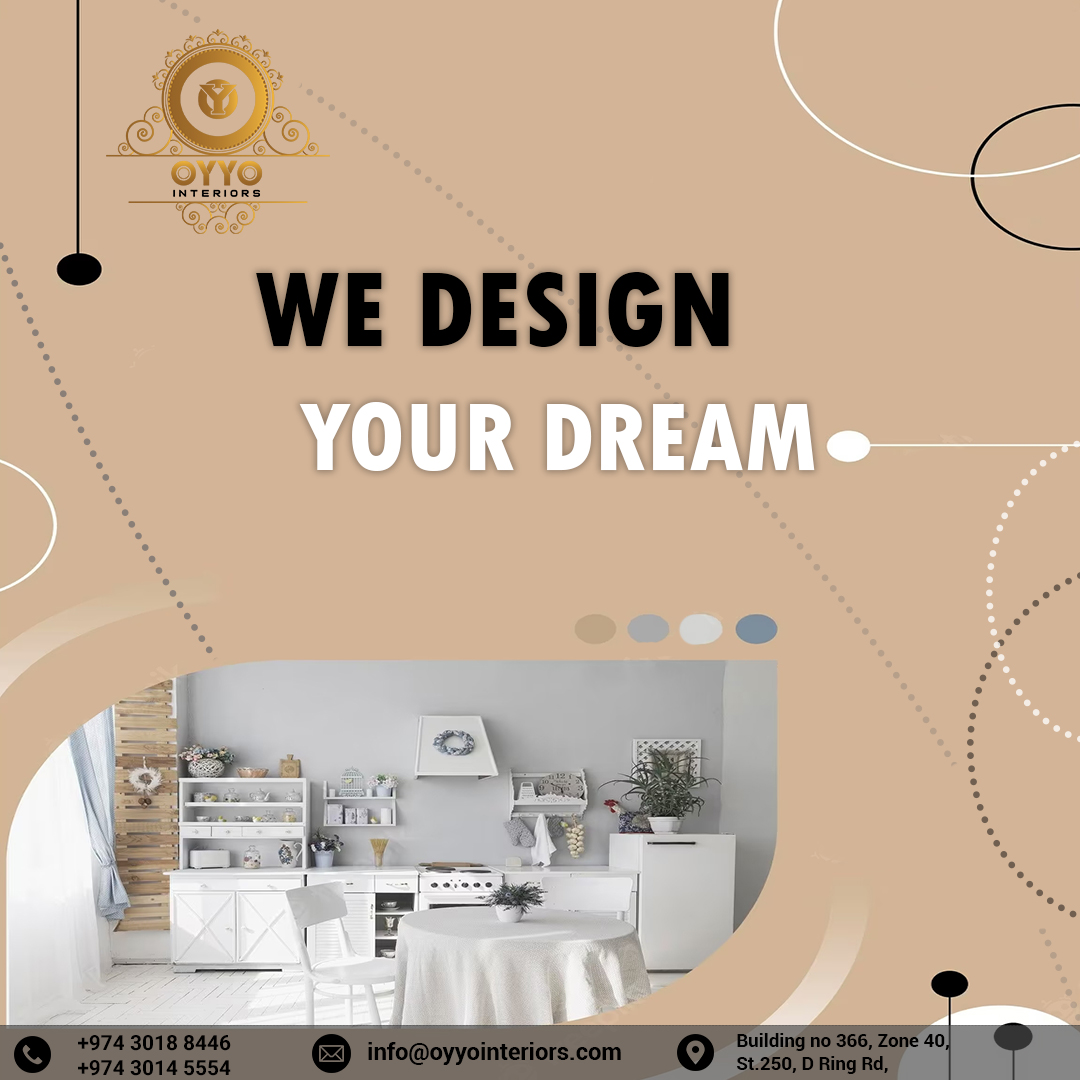 OYYO
INTERIORS
WE DESIGN
YOUR DREAM
+974 3018 8446
+974 3014 5554
info@oyyointeriors.com
Building no 366, Zone 40,
St.250, D Ring Rd,